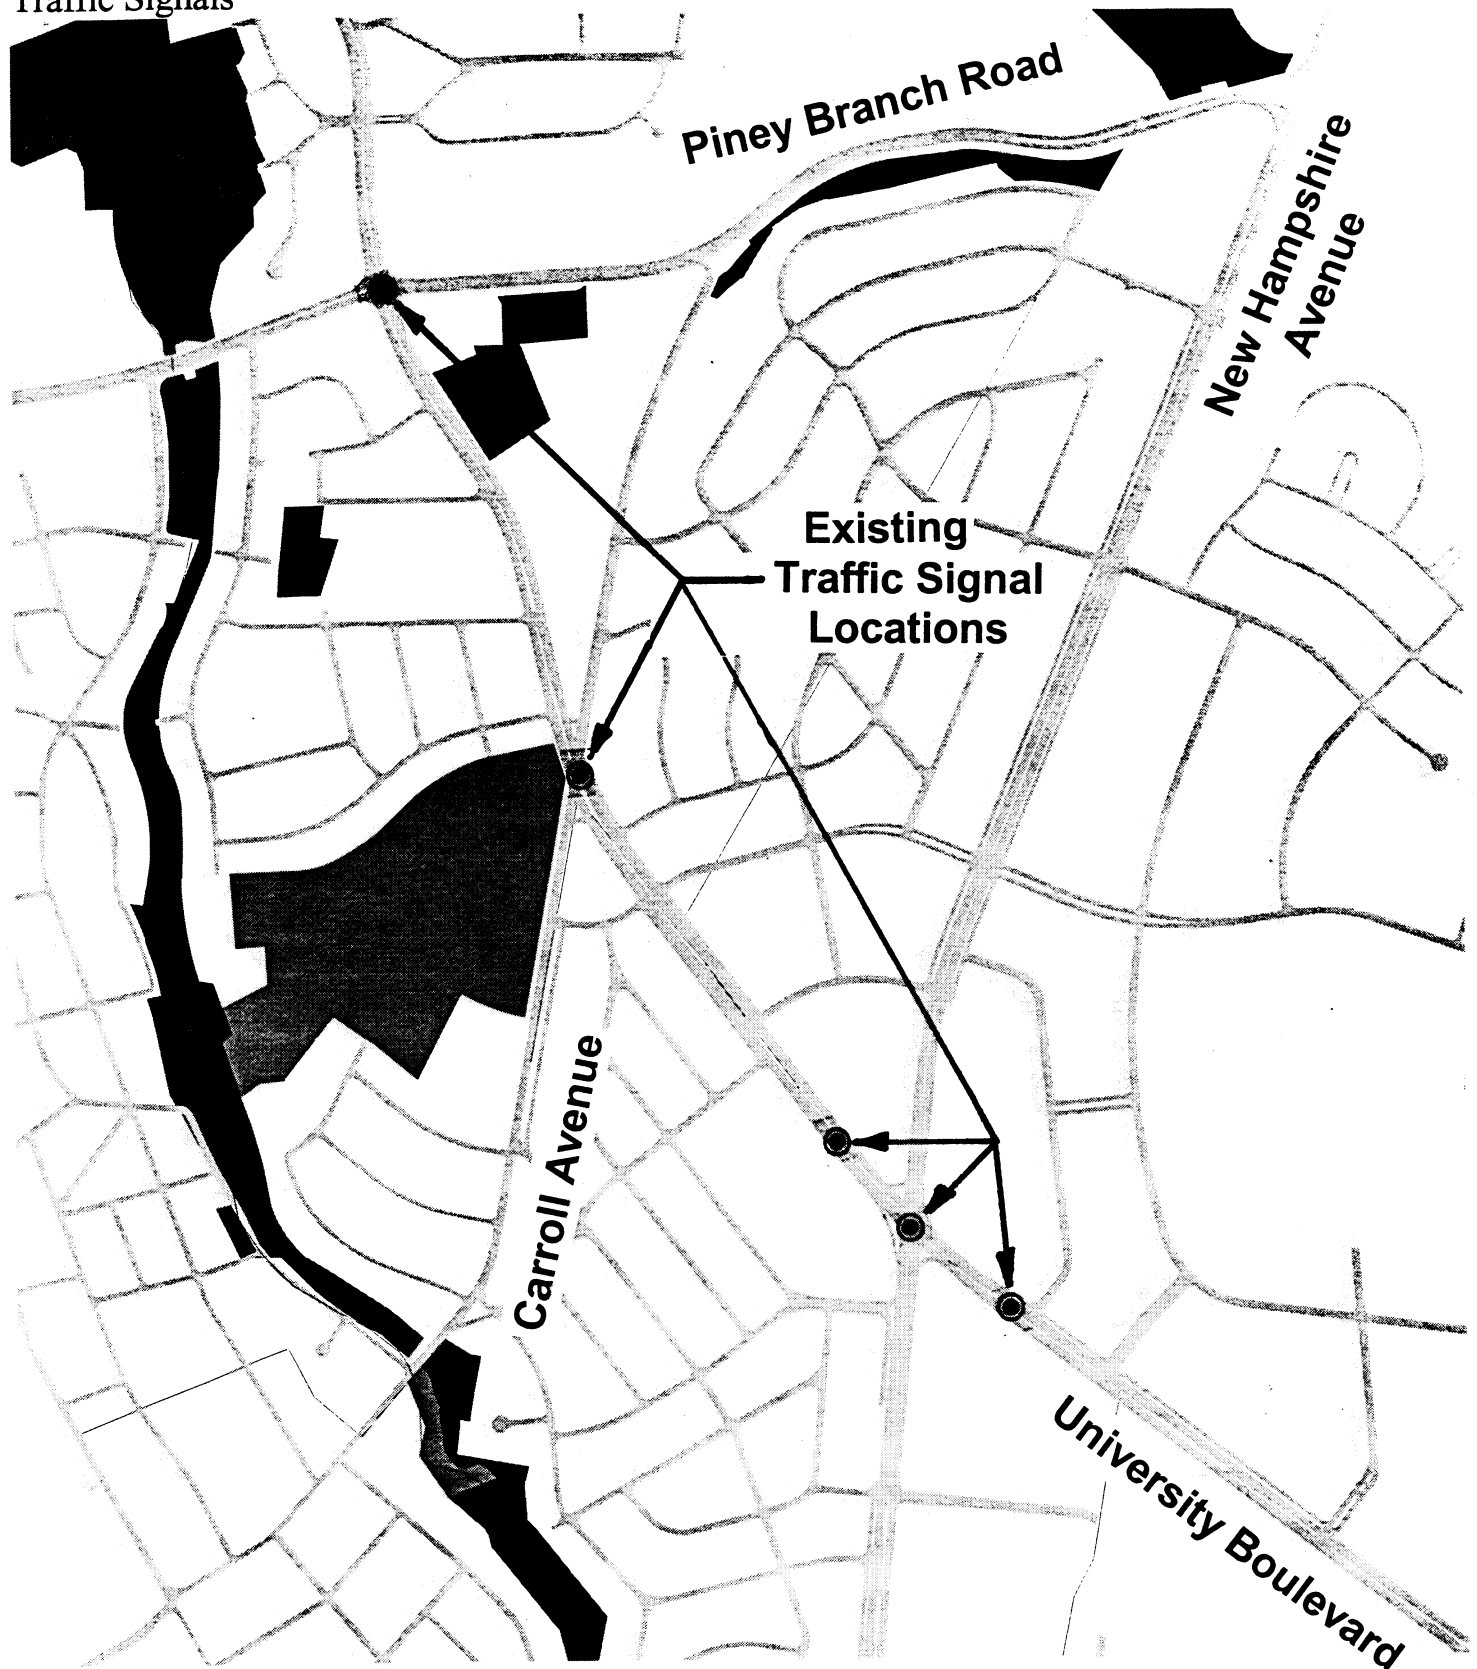 Traffic Signals
Piney Branch Road
New Hampshire
Avenue
Existing
Traffic Signal
Locations
Carroll Avenue
University Boulevard